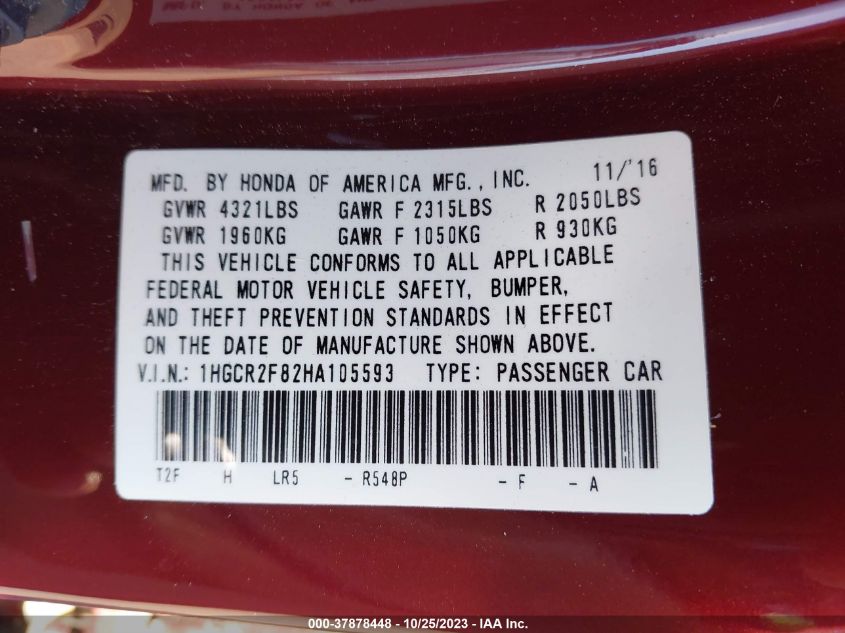 MFD. BY HONDA OF AMERICA MFG., INC. 11/'16
GVWR 4321LBS GAWR F 2315LBS R 2050LBS
GVWR 1960KG GAWR F 1050KG R 930KG
THIS VEHICLE CONFORMS TO ALL APPLICABLE
FEDERAL MOTOR VEHICLE SAFETY, BUMPER,
AND THEFT PREVENTION STANDARDS IN EFFECT
ON THE DATE OF MANUFACTURE SHOWN ABOVE.
V.I.N.: 1HGCR2F82HA105593 TYPE: PASSENGER CAR
T2F H LR5 - R548P - F - A
000-37878448 - 10/25/2023 - IAA Inc.